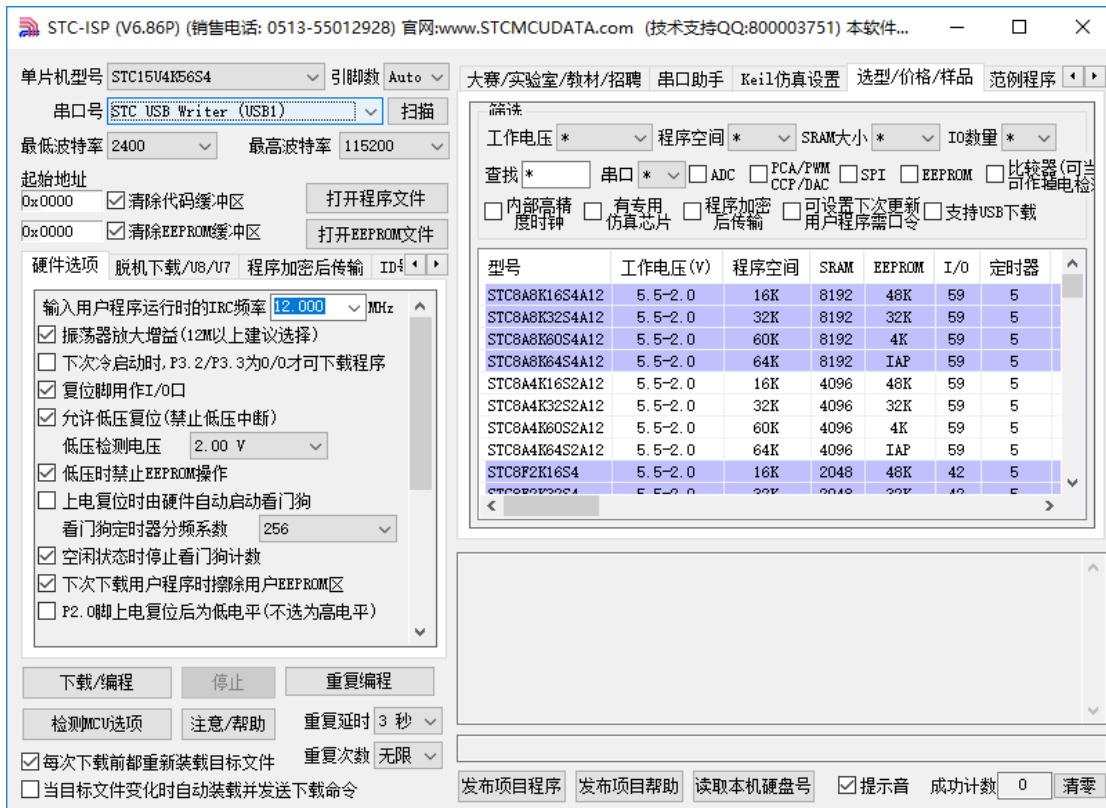 STC-ISP (V6.86P) (销售电话: 0513-55012928) 官网:www.STCMCUDATA.com (技术支持QQ:800003751) 本软件...
单片机型号 STC15U4K56S4 引脚数 Auto
串口号 STC USB Writer (USB1) 扫描
最低波特率 2400 最高波特率 115200
起始地址
0x0000 清除代码缓冲区 打开程序文件
0x0000 清除EEPROM缓冲区 打开EEPROM文件
硬件选项 脱机下载/U8/U7 程序加密后传输
输入用户程序运行时的IRC频率 12.000 MHz
振荡器放大增益(12M以上建议选择)
下次冷启动时,P3.2/P3.3为0/0才可下载程序
复位脚用作I/O口
允许低压复位(禁止低压中断)
低压检测电压 2.00 V
低压时禁止EEPROM操作
上电复位时由硬件自动启动看门狗
看门狗定时器分频系数 256
空闲状态时停止看门狗计数
下次下载用户程序时擦除用户EEPROM区
P2.0脚上电复位后为低电平(不选为高电平)
下载/编程 停止 重复编程
检测MCU选项 注意/帮助 重复延时 3 秒
每次下载前都重新装载目标文件 重复次数 无限
当目标文件变化时自动装载并发送下载命令
大赛/实验室/教材/招聘 串口助手 Keil仿真设置 选型/价格/样品 范例程序
筛选
工作电压 * 程序空间 * SRAM大小 * IO数量 *
查找 * 串口 * ADC PCA/PWM CCP/DAC SPI EEPROM 比较器(可当 可作掉电检测
内部高精度时钟 有专用仿真芯片 程序加密后传输 可设置下次更新用户程序需口令 支持USB下载
型号 工作电压(V) 程序空间 SRAM EEPROM I/O 定时器
STC8A8K16S4A12 5.5-2.0 16K 8192 48K 59 5
STC8A8K32S4A12 5.5-2.0 32K 8192 32K 59 5
STC8A8K60S4A12 5.5-2.0 60K 8192 4K 59 5
STC8A8K64S4A12 5.5-2.0 64K 8192 IAP 59 5
STC8A4K16S2A12 5.5-2.0 16K 4096 48K 59 5
STC8A4K32S2A12 5.5-2.0 32K 4096 32K 59 5
STC8A4K60S2A12 5.5-2.0 60K 4096 4K 59 5
STC8A4K64S2A12 5.5-2.0 64K 4096 IAP 59 5
STC8F2K16S4 5.5-2.0 16K 2048 48K 42 5
STC8F2K32S4 5.5-2.0 32K 2048 32K 42 5
发布项目程序 发布项目帮助 读取本机硬盘号 提示音 成功计数 0 清零